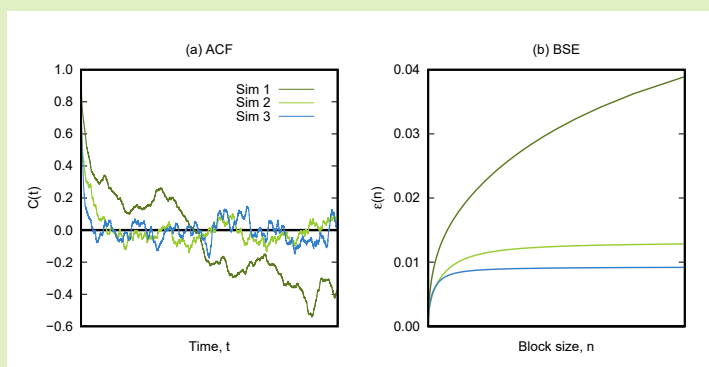 (a) ACF
1.0
0.8
0.6
0.4
0.2
0.0
−0.2
−0.4
−0.6
C(t)
Sim 1
Sim 2
Sim 3
Time, t
(b) BSE
0.04
0.03
0.02
0.01
0.00
ε(n)
Block size, n